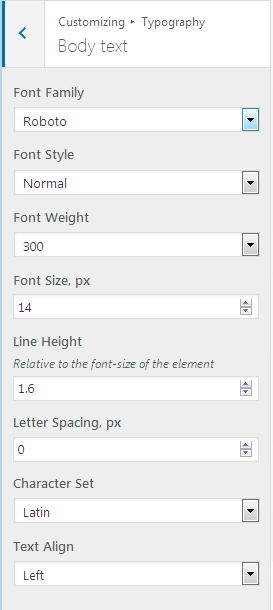 Customizing ▸ Typography
Body text
Font Family
Roboto
Font Style
Normal
Font Weight
300
Font Size, px
14
Line Height
Relative to the font-size of the element
1.6
Letter Spacing, px
0
Character Set
Latin
Text Align
Left